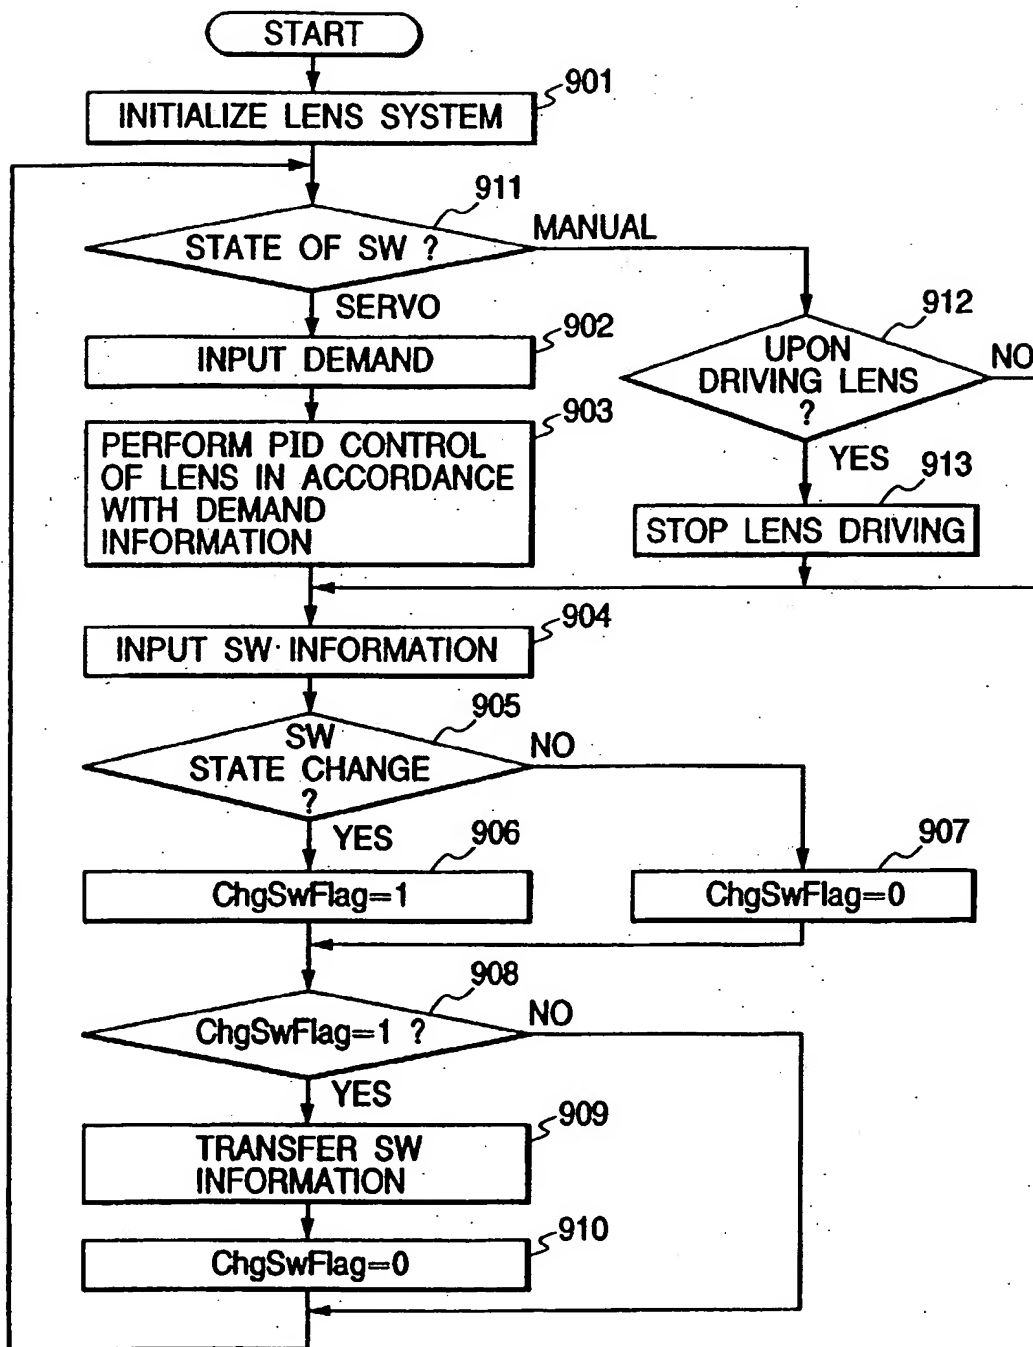 START
INITIALIZE LENS SYSTEM
901
911
STATE OF SW ?
MANUAL
SERVO
902
INPUT DEMAND
912
UPON
DRIVING LENS
?
NO
903
PERFORM PID CONTROL
OF LENS IN ACCORDANCE
WITH DEMAND
INFORMATION
YES
913
STOP LENS DRIVING
904
INPUT SW INFORMATION
905
SW
STATE CHANGE
?
NO
YES
906
ChgSwFlag=1
907
ChgSwFlag=0
908
ChgSwFlag=1 ?
NO
YES
909
TRANSFER SW
INFORMATION
910
ChgSwFlag=0